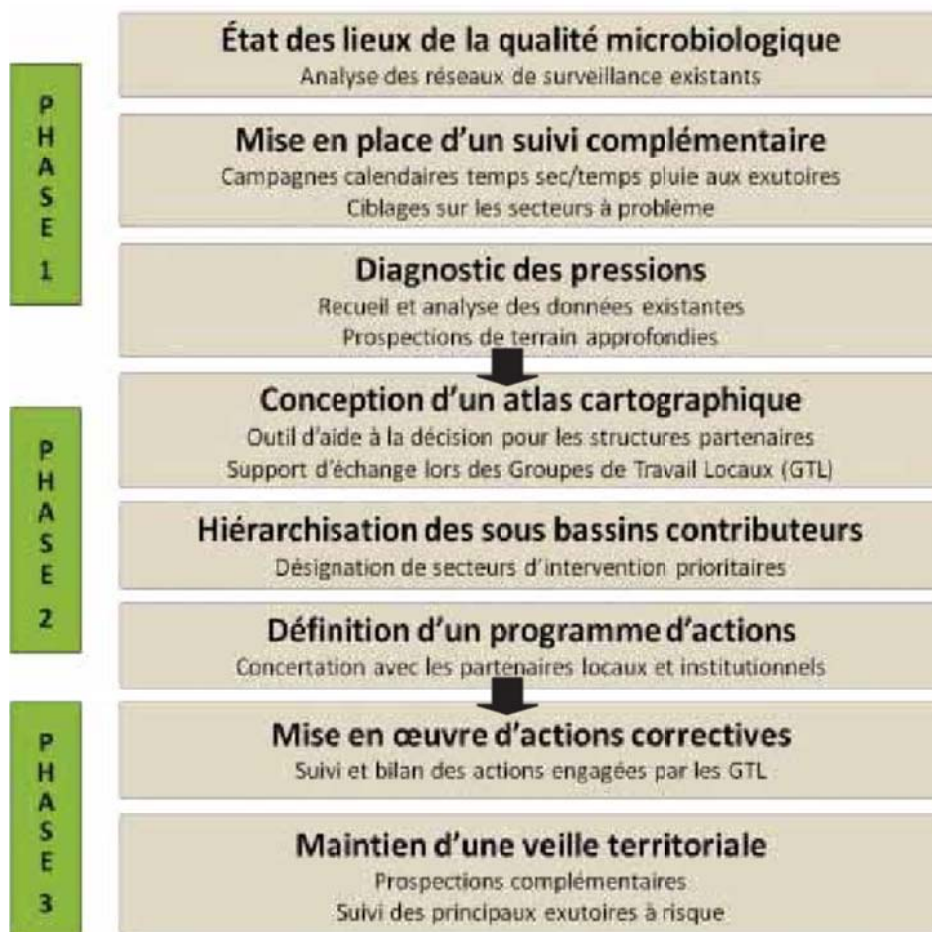 PHASE 1
État des lieux de la qualité microbiologique
Analyse des réseaux de surveillance existants
Mise en place d'un suivi complémentaire
Campagnes calendaires temps sec/temps pluie aux exutoires
Ciblages sur les secteurs à problème
Diagnostic des pressions
Recueil et analyse des données existantes
Prospections de terrain approfondies
PHASE 2
Conception d'un atlas cartographique
Outil d'aide à la décision pour les structures partenaires
Support d'échange lors des Groupes de Travail Locaux (GTL)
Hiérarchisation des sous bassins contributeurs
Désignation de secteurs d'intervention prioritaires
Définition d'un programme d'actions
Concertation avec les partenaires locaux et institutionnels
PHASE 3
Mise en œuvre d'actions correctives
Suivi et bilan des actions engagées par les GTL
Maintien d'une veille territoriale
Prospections complémentaires
Suivi des principaux exutoires à risque